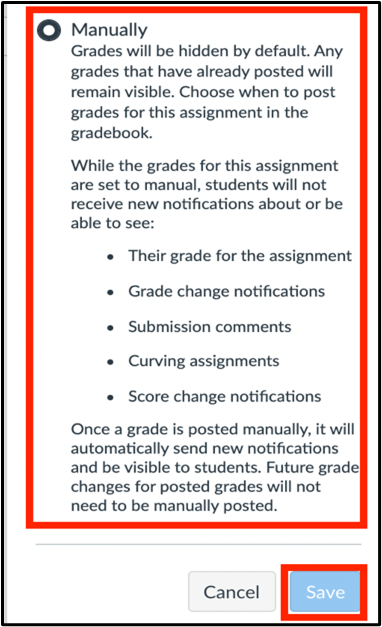 Manually
Grades will be hidden by default. Any
grades that have already posted will
remain visible. Choose when to post
grades for this assignment in the
gradebook.
While the grades for this assignment
are set to manual, students will not
receive new notifications about or be
able to see:
• Their grade for the assignment
• Grade change notifications
• Submission comments
• Curving assignments
• Score change notifications
Once a grade is posted manually, it will
automatically send new notifications
and be visible to students. Future grade
changes for posted grades will not
need to be manually posted.
Cancel Save